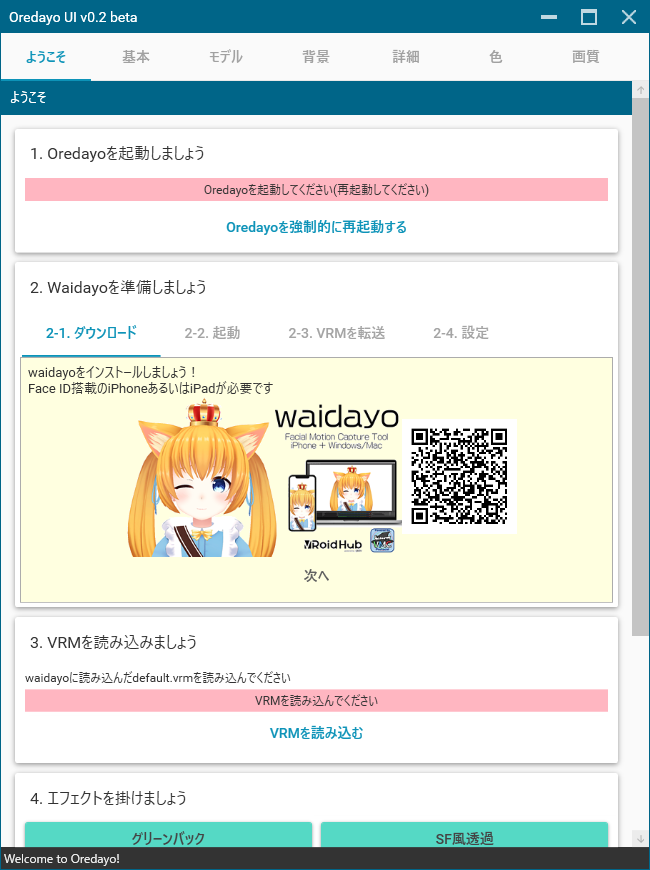 Oredayo UI v0.2 beta
ようこそ 基本 モデル 背景 詳細 色 画質
ようこそ
1. Oredayoを起動しましょう
Oredayoを起動してください(再起動してください)
Oredayoを強制的に再起動する
2. Waidayoを準備しましょう
2-1. ダウンロード 2-2. 起動 2-3. VRMを転送 2-4. 設定
waidayoをインストールしましょう！
Face ID搭載のiPhoneあるいはiPadが必要です
waidayo
Facial Motion Capture Tool
iPhone + Windows/Mac
VRoid Hub
次へ
3. VRMを読み込みましょう
waidayoに読み込んだdefault.vrmを読み込んでください
VRMを読み込んでください
VRMを読み込む
4. エフェクトを掛けましょう
グリーンバック SF風透過
Welcome to Oredayo!